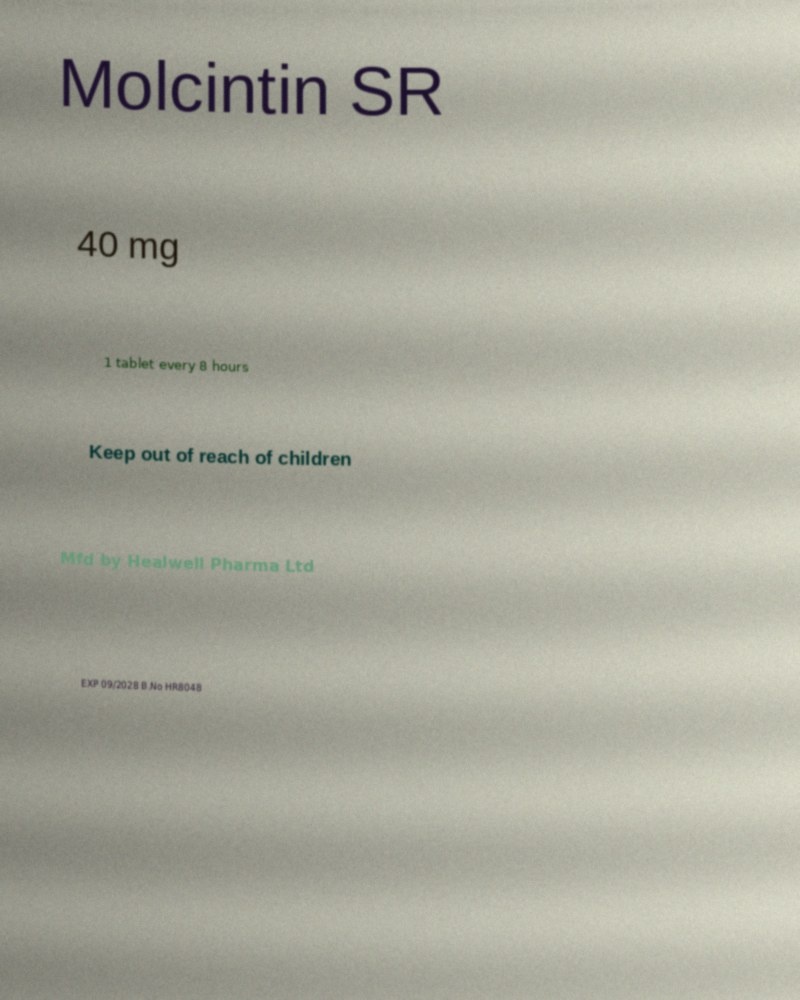 Molcintin SR
40 mg
1 tablet every 8 hours
Keep out of reach of children
Mfd by Healwell Pharma Ltd
EXP 09/2028 B.No HR8048